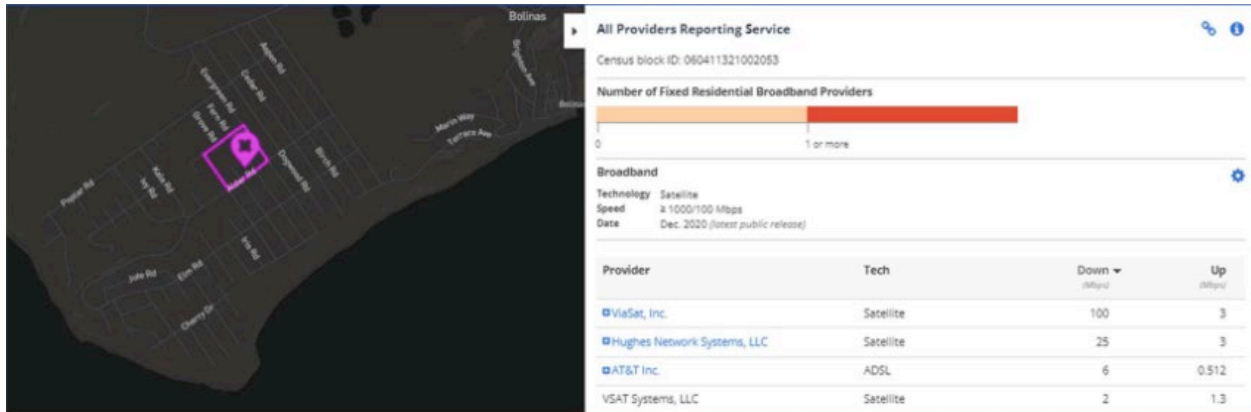 Bolinas
Brighton Ave
Bolinas
Aspen Rd
Cedar Rd
Evergreen Rd
Fern Rd
Grove Rd
Marin Way
Terrace Ave
Birch Rd
Dogwood Rd
Alder Rd
Kale Rd
Ivy Rd
Poplar Rd
Iris Rd
Elm Rd
Jute Rd
Cherry Dr
All Providers Reporting Service
Census block ID: 060411321002053
Number of Fixed Residential Broadband Providers
0 1 or more
Broadband
Technology Satellite
Speed ≥ 1000/100 Mbps
Date Dec. 2020 (latest public release)
Provider Tech Down Up
(Mbps) (Mbps)
ViaSat, Inc. Satellite 100 3
Hughes Network Systems, LLC Satellite 25 3
AT&T Inc. ADSL 6 0.512
VSAT Systems, LLC Satellite 2 1.3